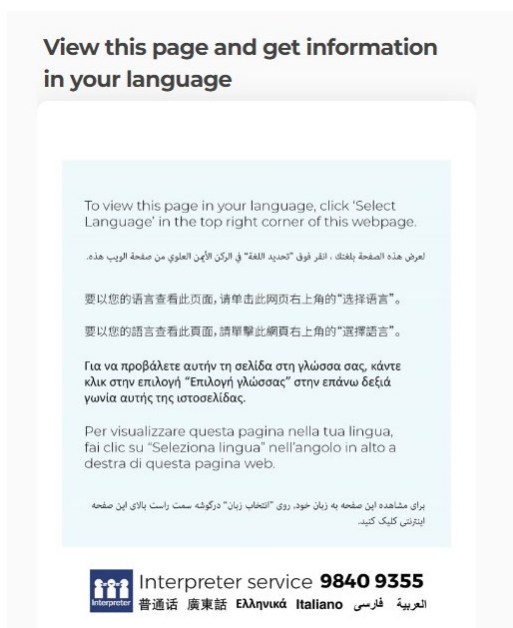 View this page and get information
in your language
To view this page in your language, click 'Select
Language' in the top right corner of this webpage.
لعرض هذه الصفحة بلغتك ، انقر فوق "تحديد اللغة" في الركن الأيمن العلوي من صفحة الويب هذه.
要以您的语言查看此页面, 请单击此网页右上角的"选择语言"。
要以您的語言查看此頁面, 請單擊此網頁右上角的"選擇語言"。
Για να προβάλετε αυτήν τη σελίδα στη γλώσσα σας, κάντε
κλικ στην επιλογή "Επιλογή γλώσσας" στην επάνω δεξιά
γωνία αυτής της ιστοσελίδας.
Per visualizzare questa pagina nella tua lingua,
fai clic su "Seleziona lingua" nell'angolo in alto a
destra di questa pagina web.
برای مشاهده این صفحه به زبان خود، روی "انتخاب زبان" درگوشه سمت راست بالای این صفحه
اینترنتی کلیک کنید.
Interpreter
Interpreter service 9840 9355
普通话 廣東話 Ελληνικά Italiano فارسی العربية